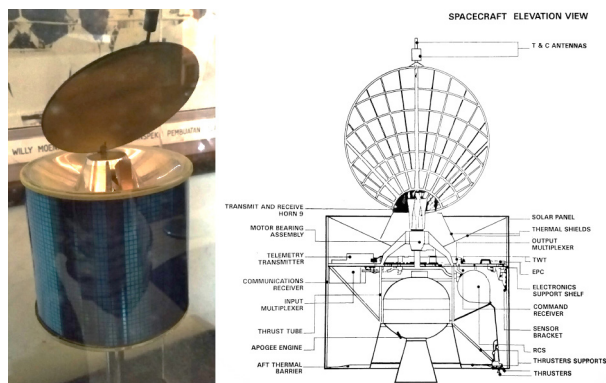 WILLY
PEMBUATAN
SPACECRAFT ELEVATION VIEW
T & C ANTENNAS
TRANSMIT AND RECEIVE
HORN 9
MOTOR BEARING
ASSEMBLY
TELEMETRY
TRANSMITTER
COMMUNICATIONS
RECEIVER
INPUT
MULTIPLEXER
THRUST TUBE
APOGEE ENGINE
AFT THERMAL
BARRIER
SOLAR PANEL
THERMAL SHIELDS
OUTPUT
MULTIPLEXER
TWT
EPC
ELECTRONICS
SUPPORT SHELF
COMMAND
RECEIVER
SENSOR
BRACKET
RCS
THRUSTERS SUPPORTS
THRUSTERS